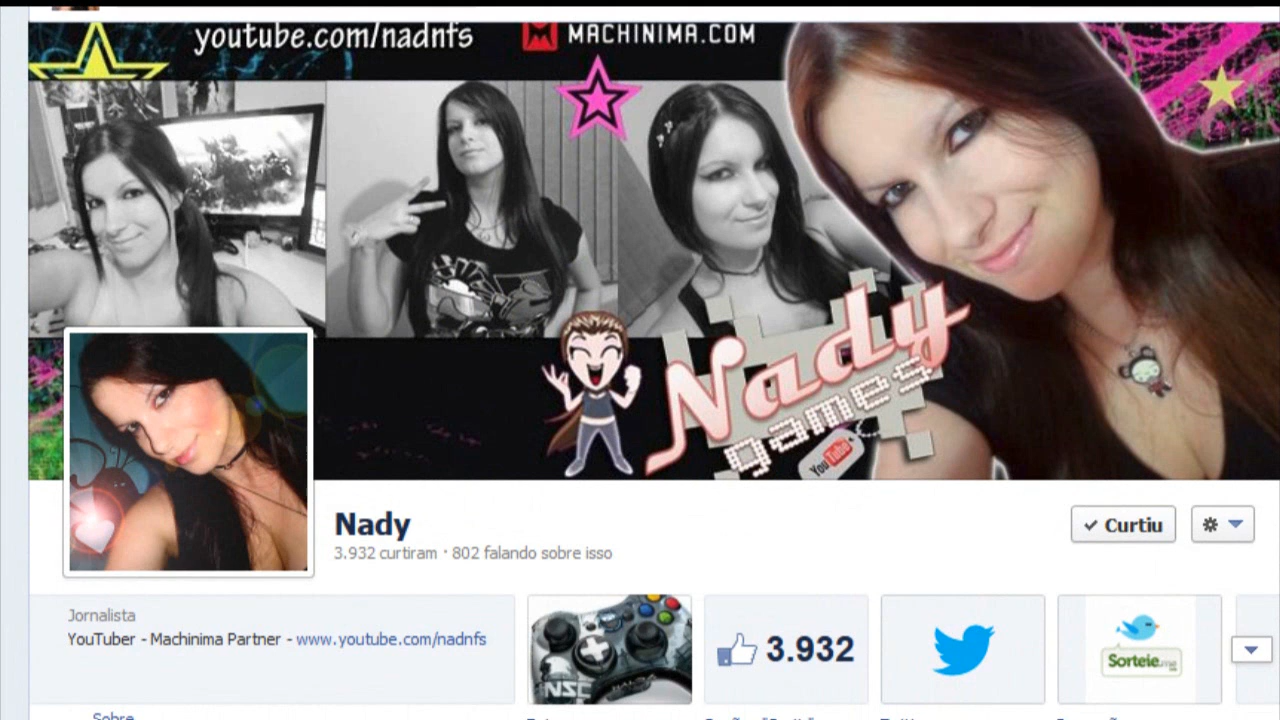 youtube.com/nadnfs
MACHINIMA.COM
Nady
games
YouTube
Nady
3.932 curtiram · 802 falando sobre isso
Curtiu
Jornalista
YouTuber - Machinima Partner - www.youtube.com/nadnfs
NSC
3.932
Sorteie.me
Sobre